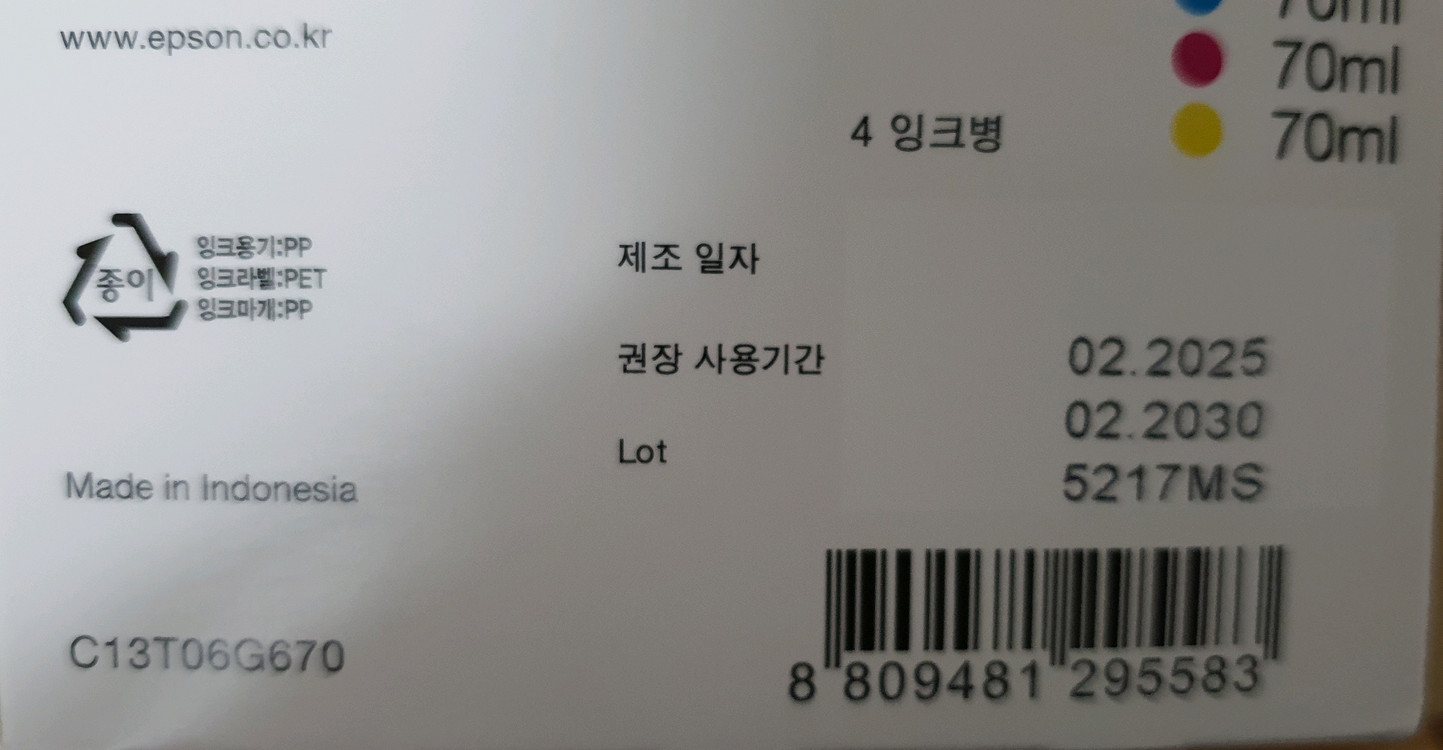 www.epson.co.kr
70ml
70ml
70ml
4 잉크병
종이
잉크용기:PP
잉크라벨:PET
잉크마개:PP
제조 일자
권장 사용기간
Lot
02.2025
02.2030
5217MS
Made in Indonesia
C13T06G670
8 809481 295583